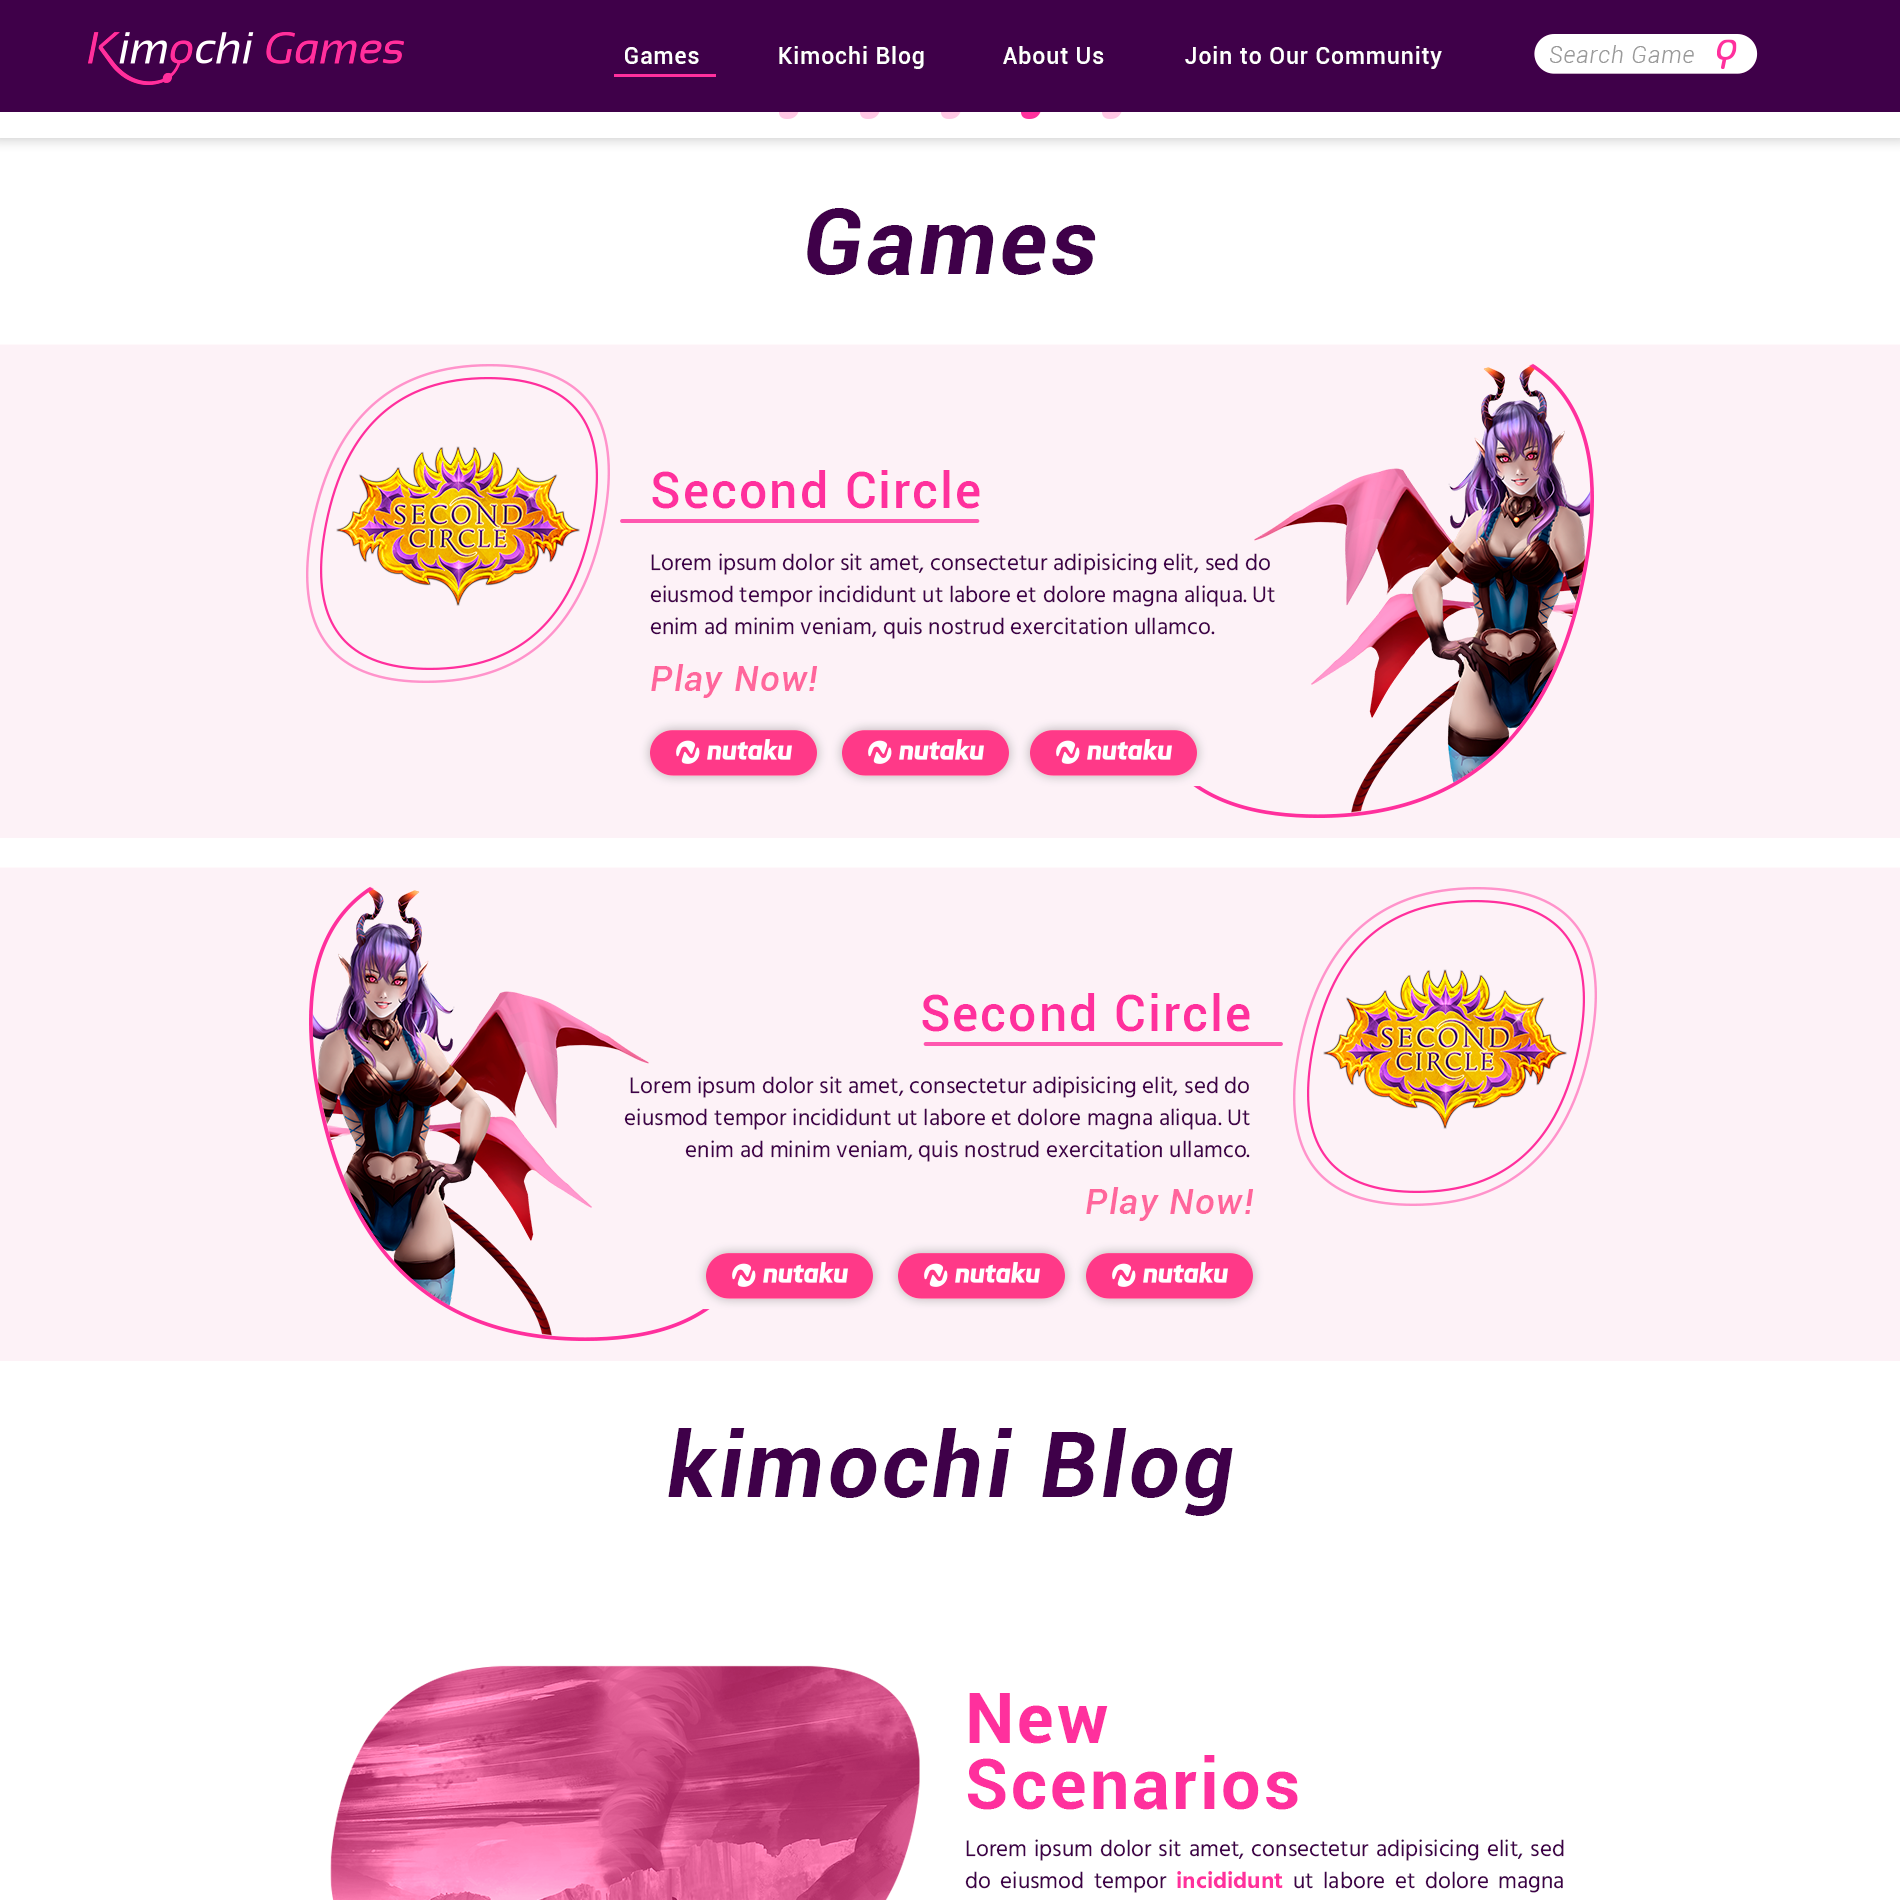 Kimochi Games
Games
Kimochi Blog
About Us
Join to Our Community
Search Game
Games
SECOND
CIRCLE
Second Circle
Lorem ipsum dolor sit amet, consectetur adipisicing elit, sed do
eiusmod tempor incididunt ut labore et dolore magna aliqua. Ut
enim ad minim veniam, quis nostrud exercitation ullamco.
Play Now!
nutaku
nutaku
nutaku
Second Circle
Lorem ipsum dolor sit amet, consectetur adipisicing elit, sed do
eiusmod tempor incididunt ut labore et dolore magna aliqua. Ut
enim ad minim veniam, quis nostrud exercitation ullamco.
Play Now!
nutaku
nutaku
nutaku
SECOND
CIRCLE
kimochi Blog
New
Scenarios
Lorem ipsum dolor sit amet, consectetur adipisicing elit, sed
do eiusmod tempor incididunt ut labore et dolore magna